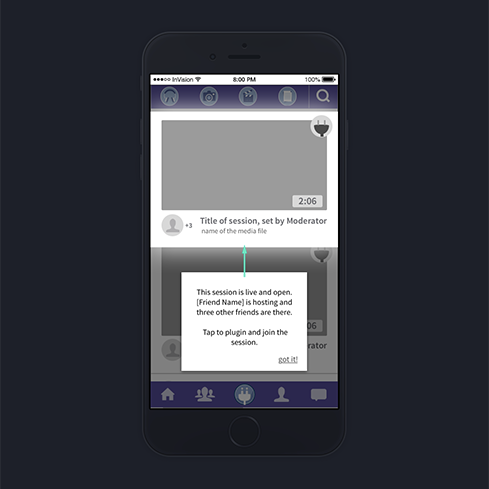 InVision
8:00 PM
100%
2:06
+3
Title of session, set by Moderator
name of the media file
This session is live and open.
[Friend Name] is hosting and
three other friends are there.
Tap to plugin and join the
session.
got it!
06
erator